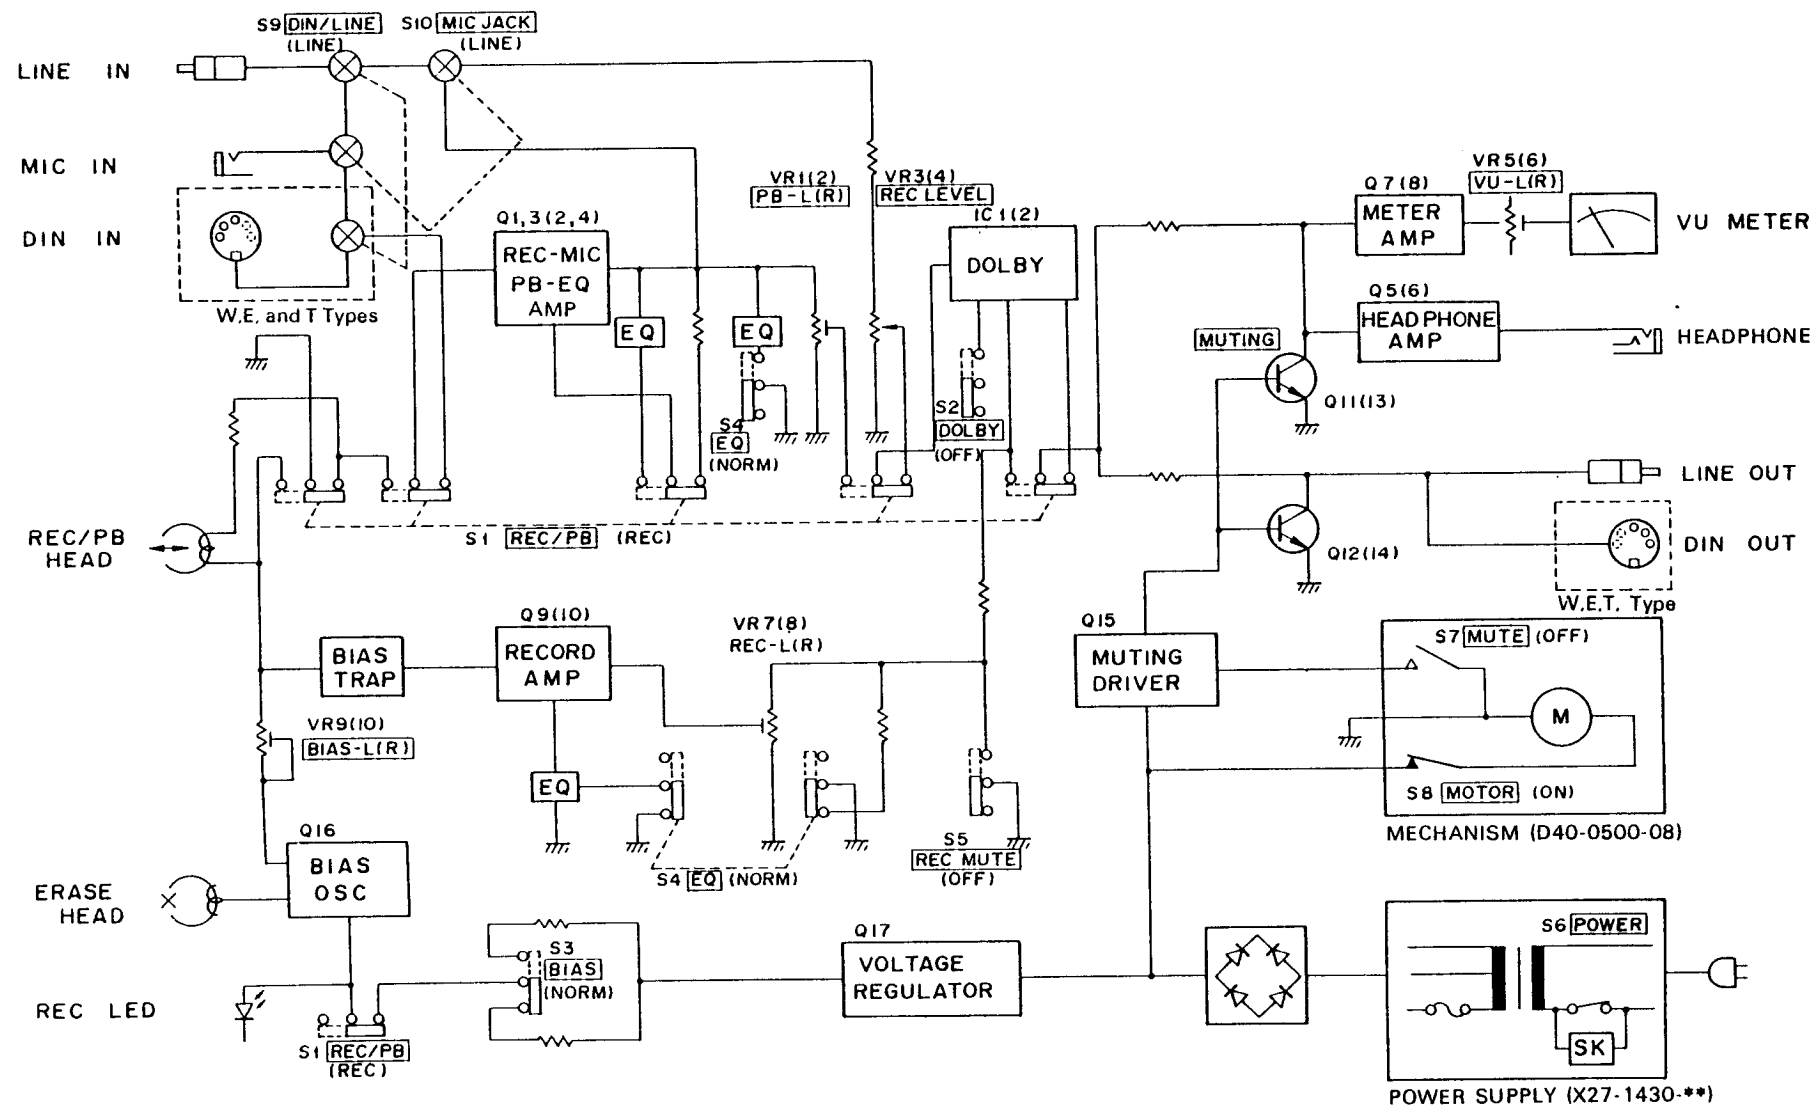 S9 DIN/LINE
(LINE)
S10 MIC JACK
(LINE)
LINE IN
MIC IN
DIN IN
W.E. and T Types
Q1,3(2,4)
REC-MIC
PB-EQ
AMP
EQ
EQ
S4
EQ
(NORM)
VR1(2)
PB-L(R)
VR3(4)
REC LEVEL
IC1(2)
DOLBY
S2
DOLBY
(OFF)
Q7(8)
METER
AMP
VR5(6)
VU-L(R)
VU METER
Q5(6)
HEADPHONE
AMP
HEADPHONE
MUTING
Q11(13)
LINE OUT
Q12(14)
DIN OUT
W.E.T. Type
S1 REC/PB (REC)
REC/PB
HEAD
BIAS
TRAP
Q9(10)
RECORD
AMP
VR7(8)
REC-L(R)
Q15
MUTING
DRIVER
S7 MUTE (OFF)
M
S8 MOTOR (ON)
MECHANISM (D40-0500-08)
VR9(10)
BIAS-L(R)
EQ
S4 EQ (NORM)
S5
REC MUTE
(OFF)
Q16
BIAS
OSC
ERASE
HEAD
REC LED
S1 REC/PB
(REC)
S3
BIAS
(NORM)
Q17
VOLTAGE
REGULATOR
S6 POWER
SK
POWER SUPPLY (X27-1430-**)